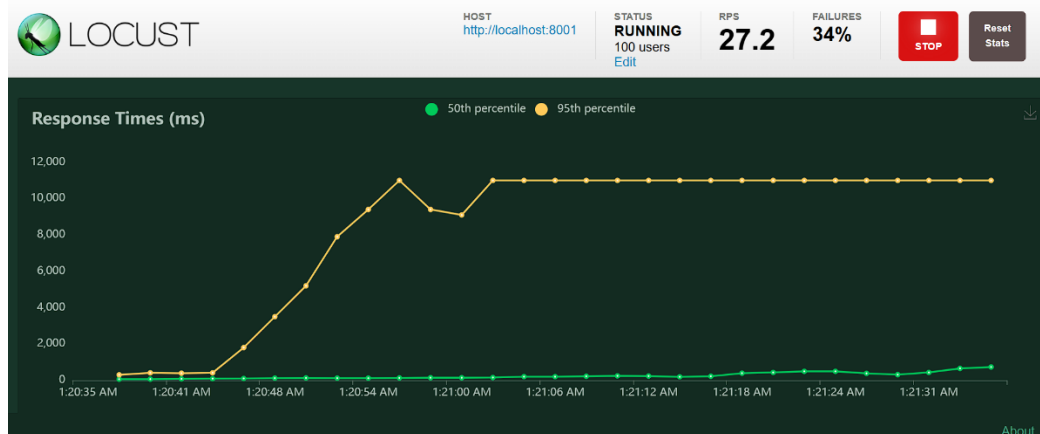 LOCUST
HOST
http://localhost:8001
STATUS
RUNNING
100 users
Edit
RPS
27.2
FAILURES
34%
STOP
Reset
Stats
Response Times (ms)
50th percentile 95th percentile
12,000
10,000
8,000
6,000
4,000
2,000
0
1:20:35 AM 1:20:41 AM 1:20:48 AM 1:20:54 AM 1:21:00 AM 1:21:06 AM 1:21:12 AM 1:21:18 AM 1:21:24 AM 1:21:31 AM
About